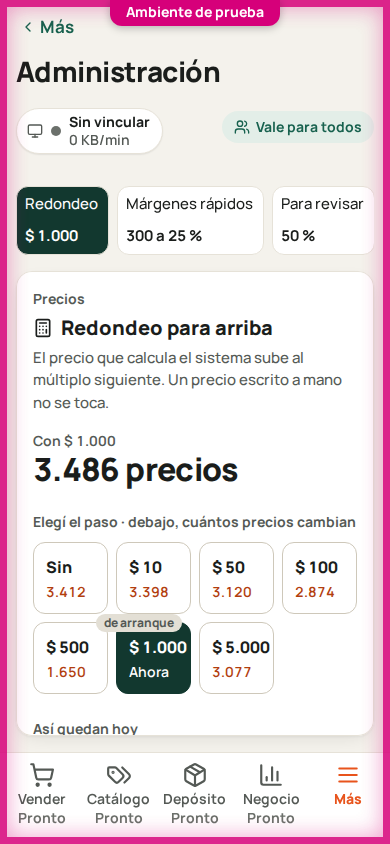 Ambiente de prueba
Más
Administración
Sin vincular
0 KB/min
Vale para todos
Redondeo
$ 1.000
Márgenes rápidos
300 a 25 %
Para revisar
50 %
Precios
Redondeo para arriba
El precio que calcula el sistema sube al
múltiplo siguiente. Un precio escrito a mano
no se toca.
Con $ 1.000
3.486 precios
Elegí el paso · debajo, cuántos precios cambian
Sin
3.412
$ 10
3.398
$ 50
3.120
$ 100
2.874
$ 500
1.650
de arranque
$ 1.000
Ahora
$ 5.000
3.077
Así quedan hoy
Vender
Pronto
Catálogo
Pronto
Depósito
Pronto
Negocio
Pronto
Más